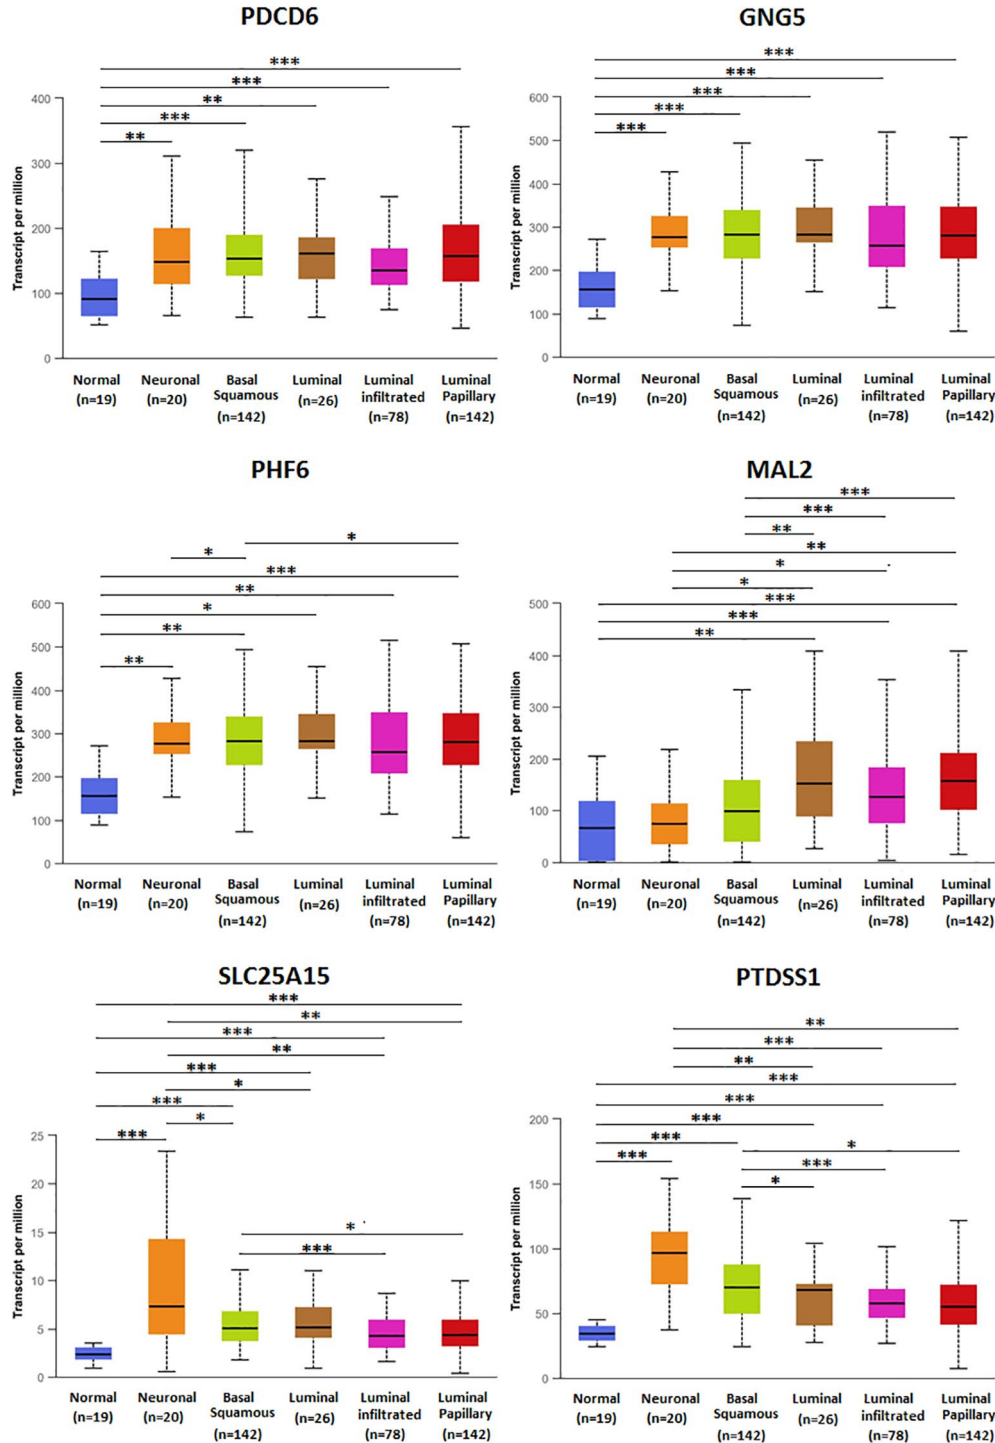 PDCD6
***
***
**
***
**
Transcript per million
400
300
200
100
0
Normal
(n=19)
Neuronal
(n=20)
Basal
Squamous
(n=142)
Luminal
(n=26)
Luminal
infiltrated
(n=78)
Luminal
Papillary
(n=142)
GNG5
***
***
***
***
***
Transcript per million
600
500
400
300
200
100
0
Normal
(n=19)
Neuronal
(n=20)
Basal
Squamous
(n=142)
Luminal
(n=26)
Luminal
infiltrated
(n=78)
Luminal
Papillary
(n=142)
PHF6
*
*
***
**
*
**
**
Transcript per million
600
500
400
300
200
100
0
Normal
(n=19)
Neuronal
(n=20)
Basal
Squamous
(n=142)
Luminal
(n=26)
Luminal
infiltrated
(n=78)
Luminal
Papillary
(n=142)
MAL2
***
***
**
**
*
*
***
***
**
Transcript per million
500
400
300
200
100
0
Normal
(n=19)
Neuronal
(n=20)
Basal
Squamous
(n=142)
Luminal
(n=26)
Luminal
infiltrated
(n=78)
Luminal
Papillary
(n=142)
SLC25A15
***
**
***
**
***
*
***
*
***
*
***
Transcript per million
25
20
15
10
5
0
Normal
(n=19)
Neuronal
(n=20)
Basal
Squamous
(n=142)
Luminal
(n=26)
Luminal
infiltrated
(n=78)
Luminal
Papillary
(n=142)
PTDSS1
**
***
**
***
***
***
***
*
***
***
*
Transcript per million
200
150
100
50
0
Normal
(n=19)
Neuronal
(n=20)
Basal
Squamous
(n=142)
Luminal
(n=26)
Luminal
infiltrated
(n=78)
Luminal
Papillary
(n=142)